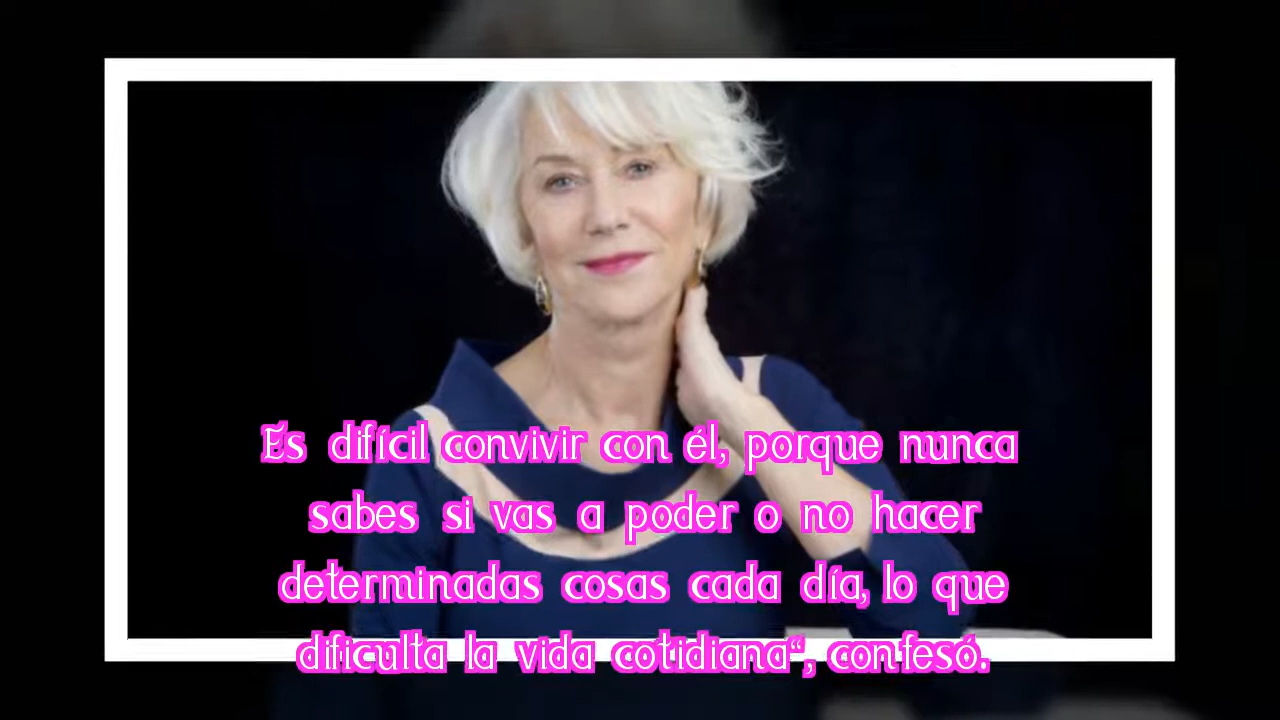 Es difícil convivir con él, porque nunca
sabes si vas a poder o no hacer
determinadas cosas cada día, lo que
dificulta la vida cotidiana“, confesó.